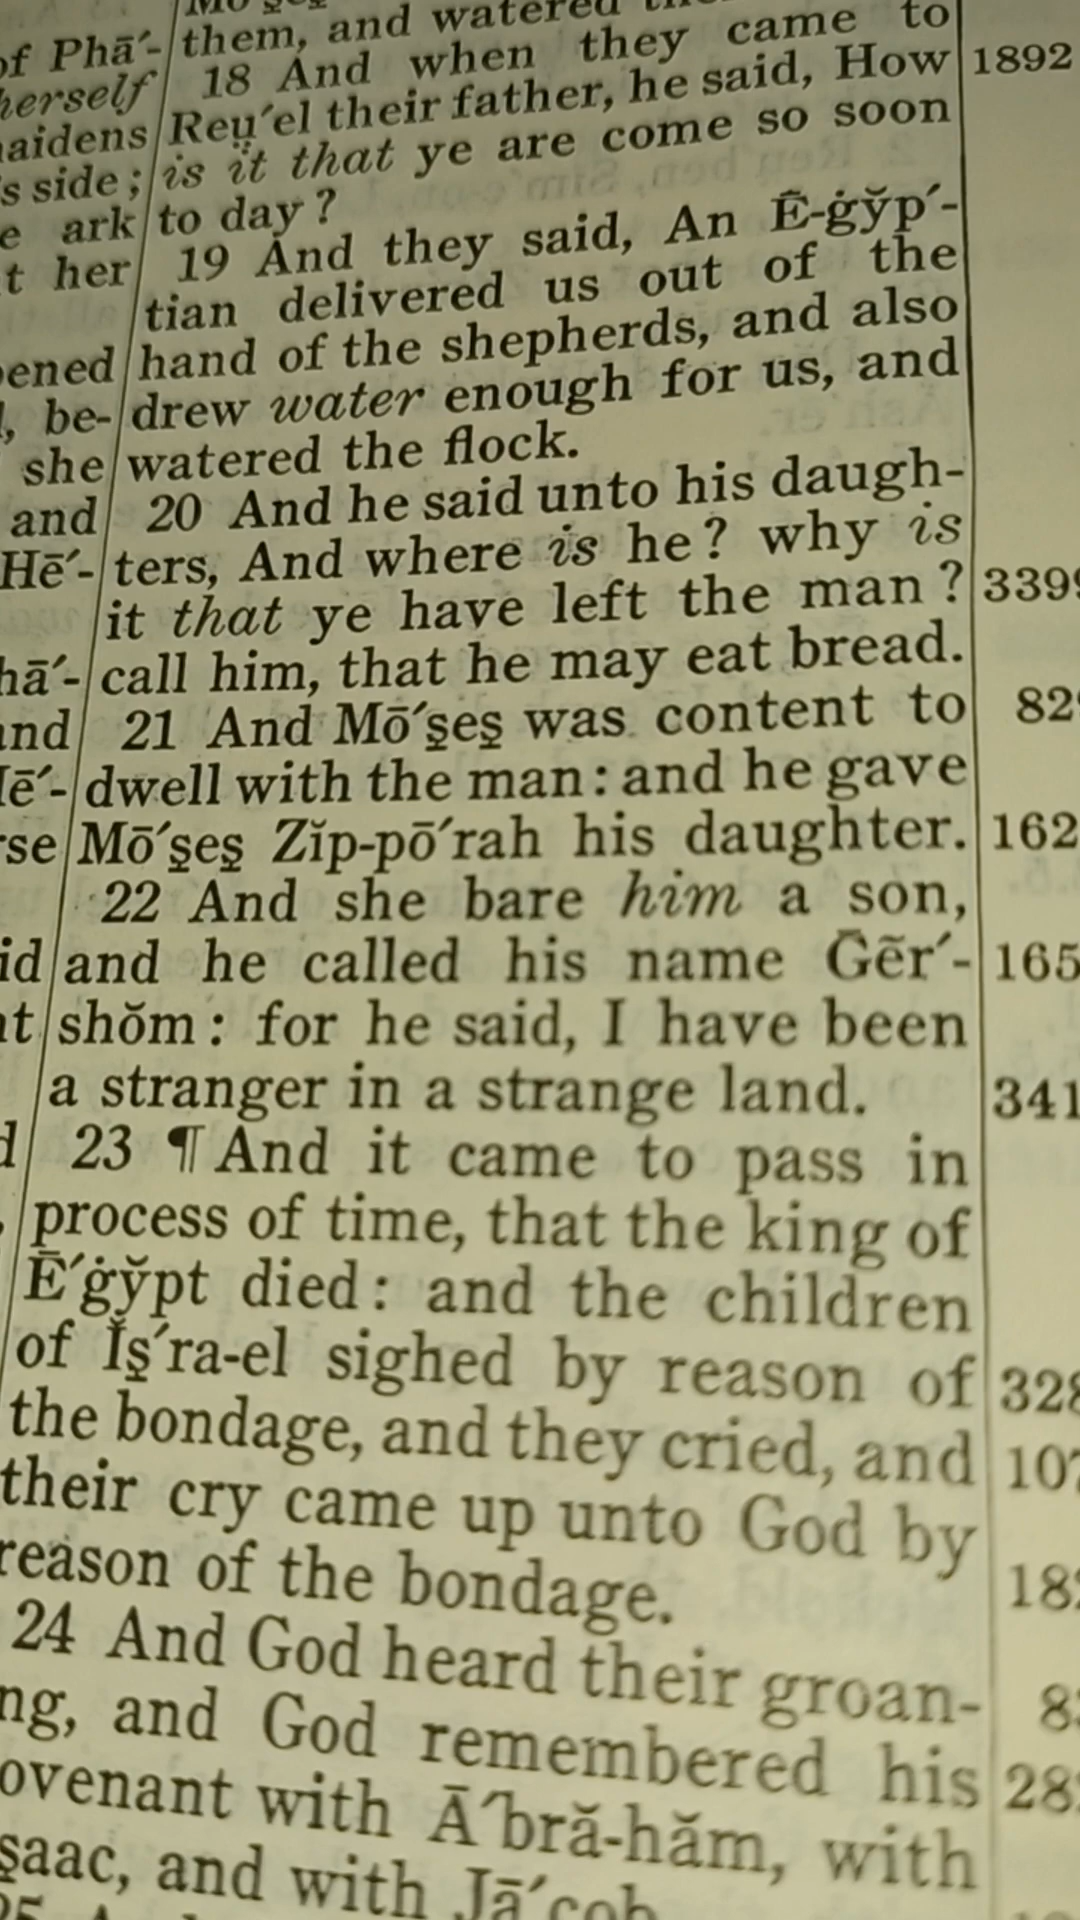 of Phā′-
herself
maidens
s side;
e ark
t her
ened
, be-
she
and
Hē′-
hā′-
and
se
id
them, and watered
18 And when they came to
Reṳ′el their father, he said, How
is it that ye are come so soon
to day?
19 And they said, An Ē-ġy̆p′-
tian delivered us out of the
hand of the shepherds, and also
drew water enough for us, and
watered the flock.
20 And he said unto his daugh-
ters, And where is he? why is
it that ye have left the man?
call him, that he may eat bread.
21 And Mō′s̱es̱ was content to
dwell with the man: and he gave
Mō′s̱es̱ Zĭp-pō′rah his daughter.
22 And she bare him a son,
and he called his name Ḡẽr′-
shŏm: for he said, I have been
a stranger in a strange land.
23 ¶ And it came to pass in
process of time, that the king of
Ē′ġy̆pt died: and the children
of Ĭs̱′ra-el sighed by reason of
the bondage, and they cried, and
their cry came up unto God by
reason of the bondage.
24 And God heard their groan-
ng, and God remembered his
ovenant with Ā′bră-hăm, with
s̱aac, and with Jā′cob
1892
339
82
162
165
341
328
107
18
8
28